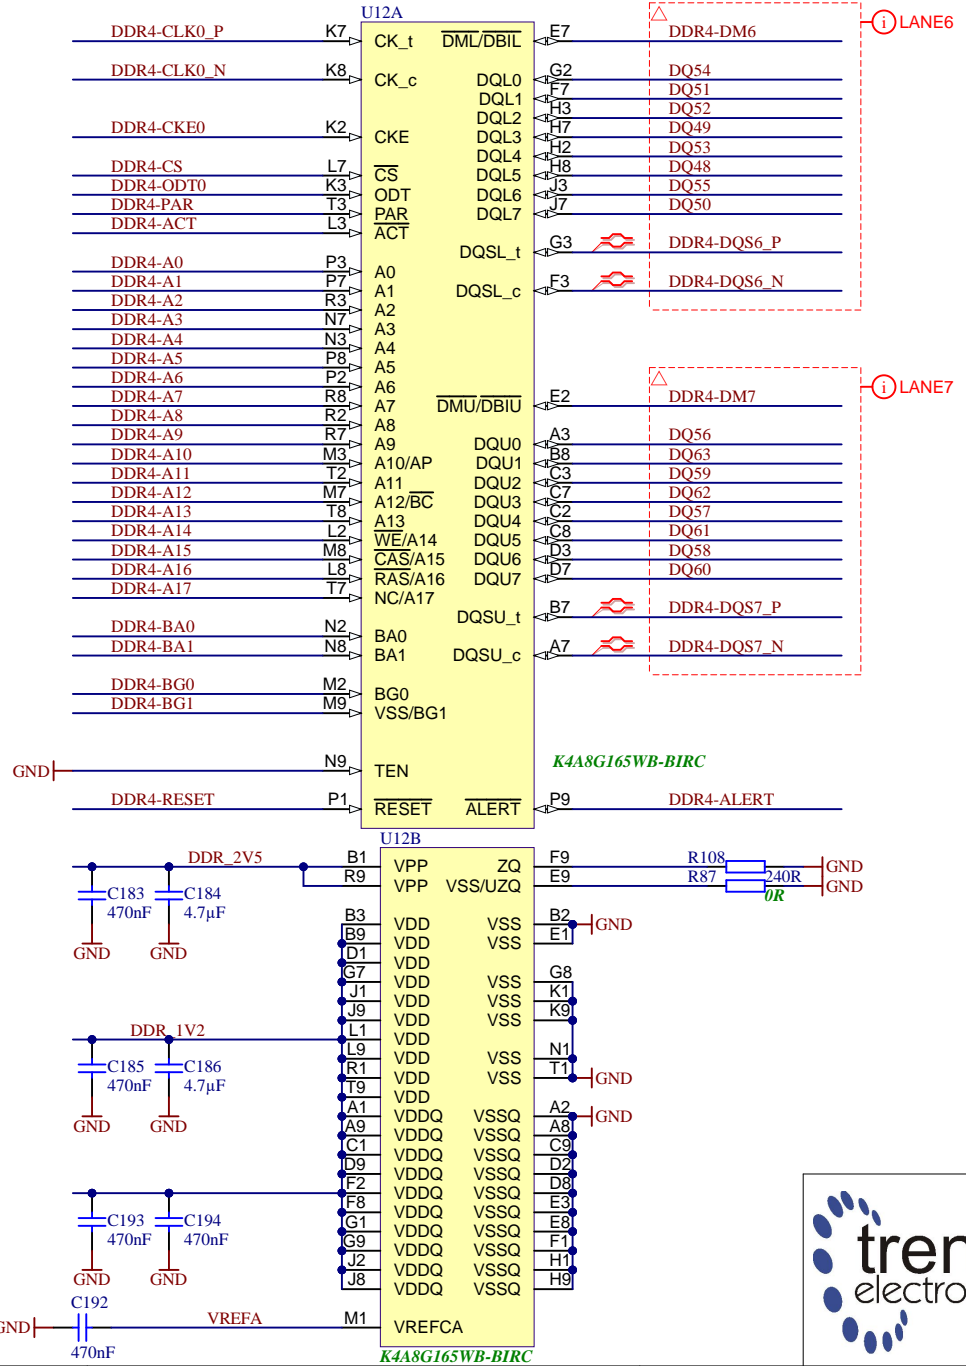 U12A
DDR4-CLK0_P K7 CK_t DML/DBIL E7 DDR4-DM6 i LANE6
DDR4-CLK0_N K8 CK_c DQL0 G2 DQ54
DQL1 F7 DQ51
DQL2 H3 DQ52
DDR4-CKE0 K2 CKE DQL3 H7 DQ49
DQL4 H2 DQ53
DDR4-CS L7 CS DQL5 H8 DQ48
DDR4-ODT0 K3 ODT DQL6 J3 DQ55
DDR4-PAR T3 PAR DQL7 J7 DQ50
DDR4-ACT L3 ACT
DQSL_t G3 DDR4-DQS6_P
DDR4-A0 P3 A0
DDR4-A1 P7 A1 DQSL_c F3 DDR4-DQS6_N
DDR4-A2 R3 A2
DDR4-A3 N7 A3
DDR4-A4 N3 A4
DDR4-A5 P8 A5
DDR4-A6 P2 A6 i LANE7
DDR4-A7 R8 A7 DMU/DBIU E2 DDR4-DM7
DDR4-A8 R2 A8
DDR4-A9 R7 A9 DQU0 A3 DQ56
DDR4-A10 M3 A10/AP DQU1 B8 DQ63
DDR4-A11 T2 A11 DQU2 C3 DQ59
DDR4-A12 M7 A12/BC DQU3 C7 DQ62
DDR4-A13 T8 A13 DQU4 C2 DQ57
DDR4-A14 L2 WE/A14 DQU5 C8 DQ61
DDR4-A15 M8 CAS/A15 DQU6 D3 DQ58
DDR4-A16 L8 RAS/A16 DQU7 D7 DQ60
DDR4-A17 T7 NC/A17
DQSU_t B7 DDR4-DQS7_P
DDR4-BA0 N2 BA0
DDR4-BA1 N8 BA1 DQSU_c A7 DDR4-DQS7_N
DDR4-BG0 M2 BG0
DDR4-BG1 M9 VSS/BG1
GND N9 TEN K4A8G165WB-BIRC
DDR4-RESET P1 RESET ALERT P9 DDR4-ALERT
U12B
DDR_2V5 B1 VPP ZQ F9 R108 240R GND
R9 VPP VSS/UZQ E9 R87 0R GND
C183 470nF GND
C184 4.7µF GND
B3 VDD VSS B2 GND
B9 VDD VSS E1
D1 VDD
G7 VDD VSS G8
J1 VDD VSS K1
J9 VDD VSS K9
DDR_1V2 L1 VDD
L9 VDD VSS N1
R1 VDD VSS T1 GND
T9 VDD
C185 470nF GND
C186 4.7µF GND
A1 VDDQ VSSQ A2 GND
A9 VDDQ VSSQ A8
C1 VDDQ VSSQ C9
D9 VDDQ VSSQ D2
F2 VDDQ VSSQ D8
F8 VDDQ VSSQ E3
G1 VDDQ VSSQ E8
G9 VDDQ VSSQ F1
J2 VDDQ VSSQ H1
J8 VDDQ VSSQ H9
C193 470nF GND
C194 470nF GND
GND C192 470nF VREFA M1 VREFCA
K4A8G165WB-BIRC
tren
electro